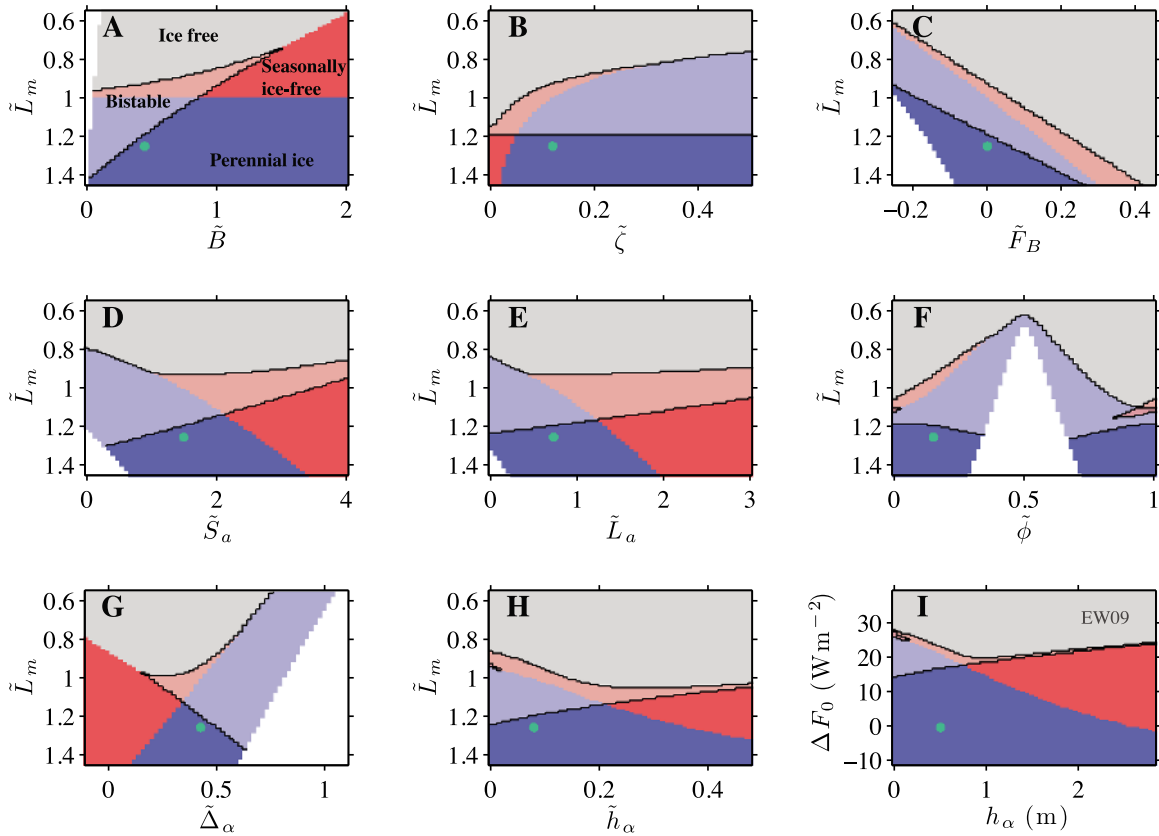 A B C
Ice free
Seasonally ice-free
Bistable
Perennial ice
0.6 0.8 1 1.2 1.4
L̃m
0 1 2
B̃
0.6 0.8 1 1.2 1.4
L̃m
0 0.2 0.4
ζ̃
0.6 0.8 1 1.2 1.4
L̃m
−0.2 0 0.2 0.4
F̃B
D E F
0.6 0.8 1 1.2 1.4
L̃m
0 2 4
S̃a
0.6 0.8 1 1.2 1.4
L̃m
0 1 2 3
L̃a
0.6 0.8 1 1.2 1.4
L̃m
0 0.5 1
ϕ̃
G H I
EW09
0.6 0.8 1 1.2 1.4
L̃m
0 0.5 1
Δ̃α
0.6 0.8 1 1.2 1.4
L̃m
0 0.2 0.4
h̃α
30 20 10 0 −10
ΔF0 (Wm−2)
0 1 2
hα (m)